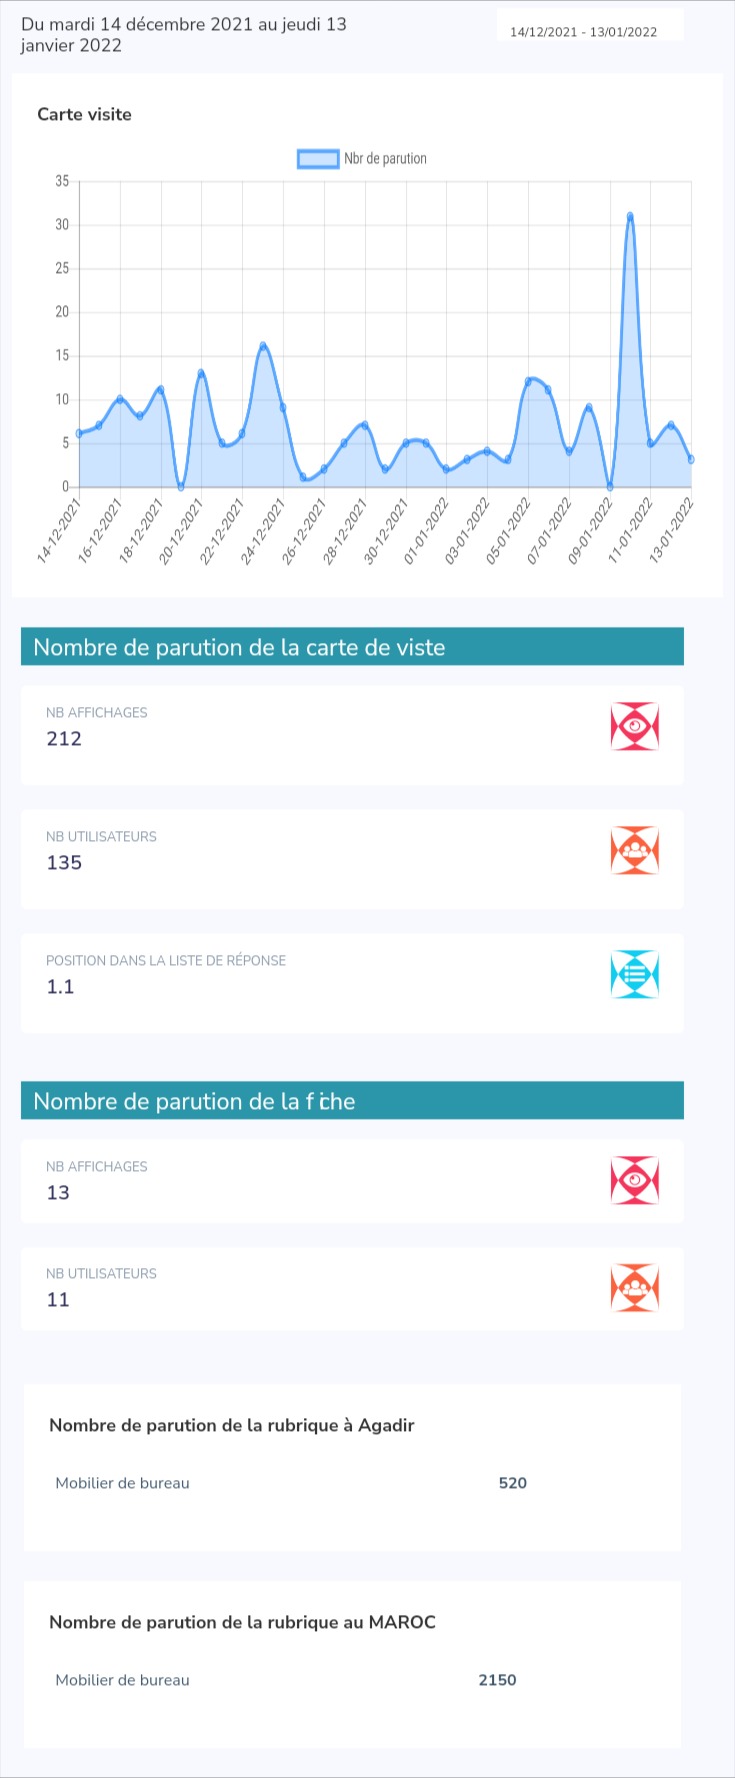 Du mardi 14 décembre 2021 au jeudi 13
janvier 2022
14/12/2021 - 13/01/2022
Carte visite
Nbr de parution
35
30
25
20
15
10
5
0
14-12-2021
16-12-2021
18-12-2021
20-12-2021
22-12-2021
24-12-2021
26-12-2021
28-12-2021
30-12-2021
01-01-2022
03-01-2022
05-01-2022
07-01-2022
09-01-2022
11-01-2022
13-01-2022
Nombre de parution de la carte de viste
NB AFFICHAGES
212
NB UTILISATEURS
135
POSITION DANS LA LISTE DE RÉPONSE
1.1
Nombre de parution de la fiche
NB AFFICHAGES
13
NB UTILISATEURS
11
Nombre de parution de la rubrique à Agadir
Mobilier de bureau 520
Nombre de parution de la rubrique au MAROC
Mobilier de bureau 2150